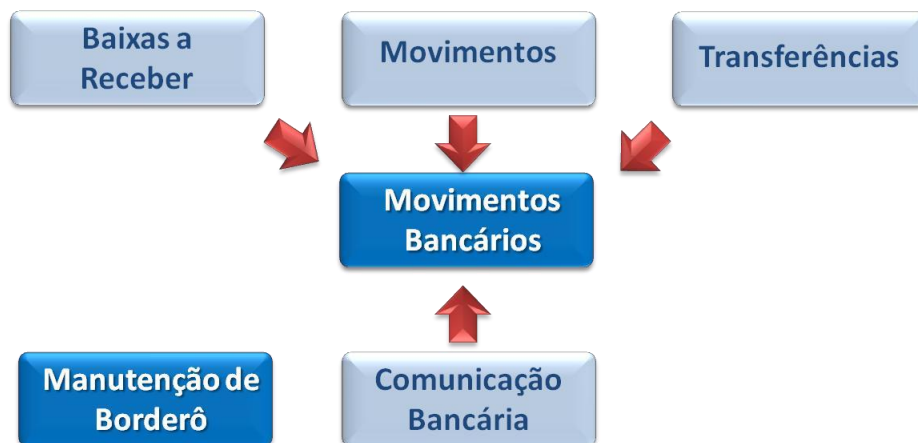 Baixas a
Receber
Movimentos
Transferências
Movimentos
Bancários
Manutenção de
Borderô
Comunicação
Bancária